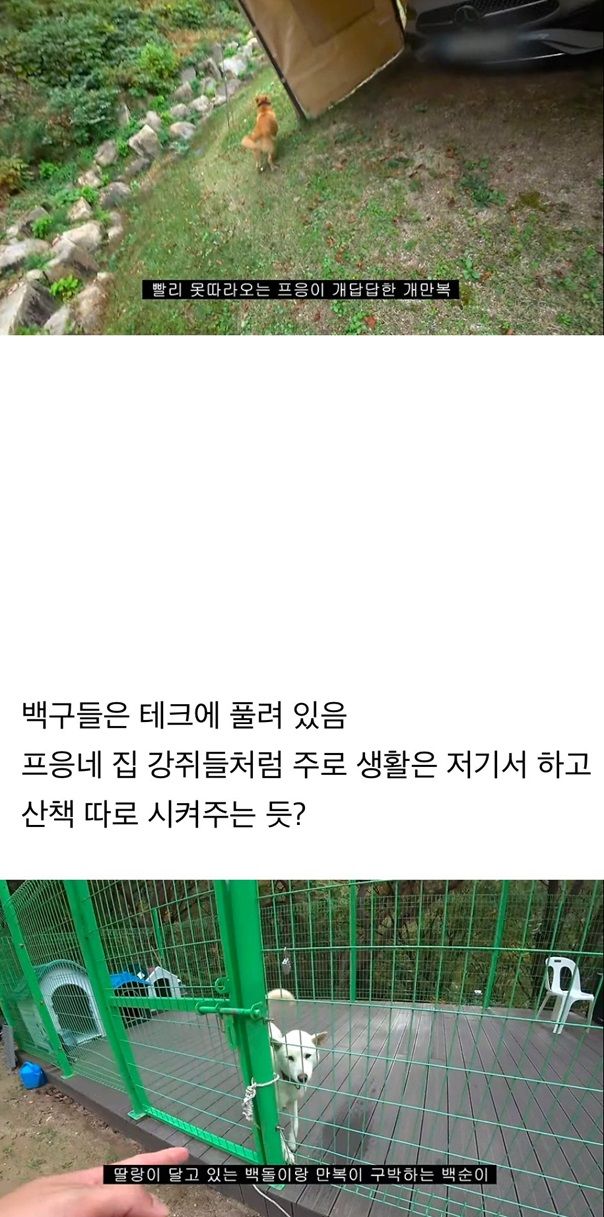 빨리 못따라오는 프응이 개답답한 개만복
백구들은 테크에 풀려 있음
프응네 집 강쥐들처럼 주로 생활은 저기서 하고
산책 따로 시켜주는 듯?
딸랑이 달고 있는 백돌이랑 만복이 구박하는 백순이